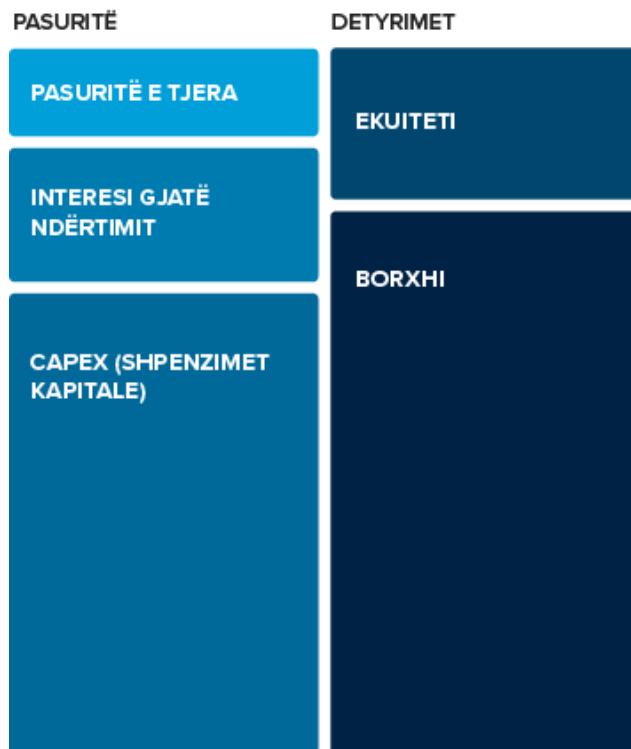 PASURITË
PASURITË E TJERA
INTERESI GJATË
NDËRTIMIT
CAPEX (SHPENZIMET
KAPITALE)
DETYRIMET
EKUITETI
BORXHI